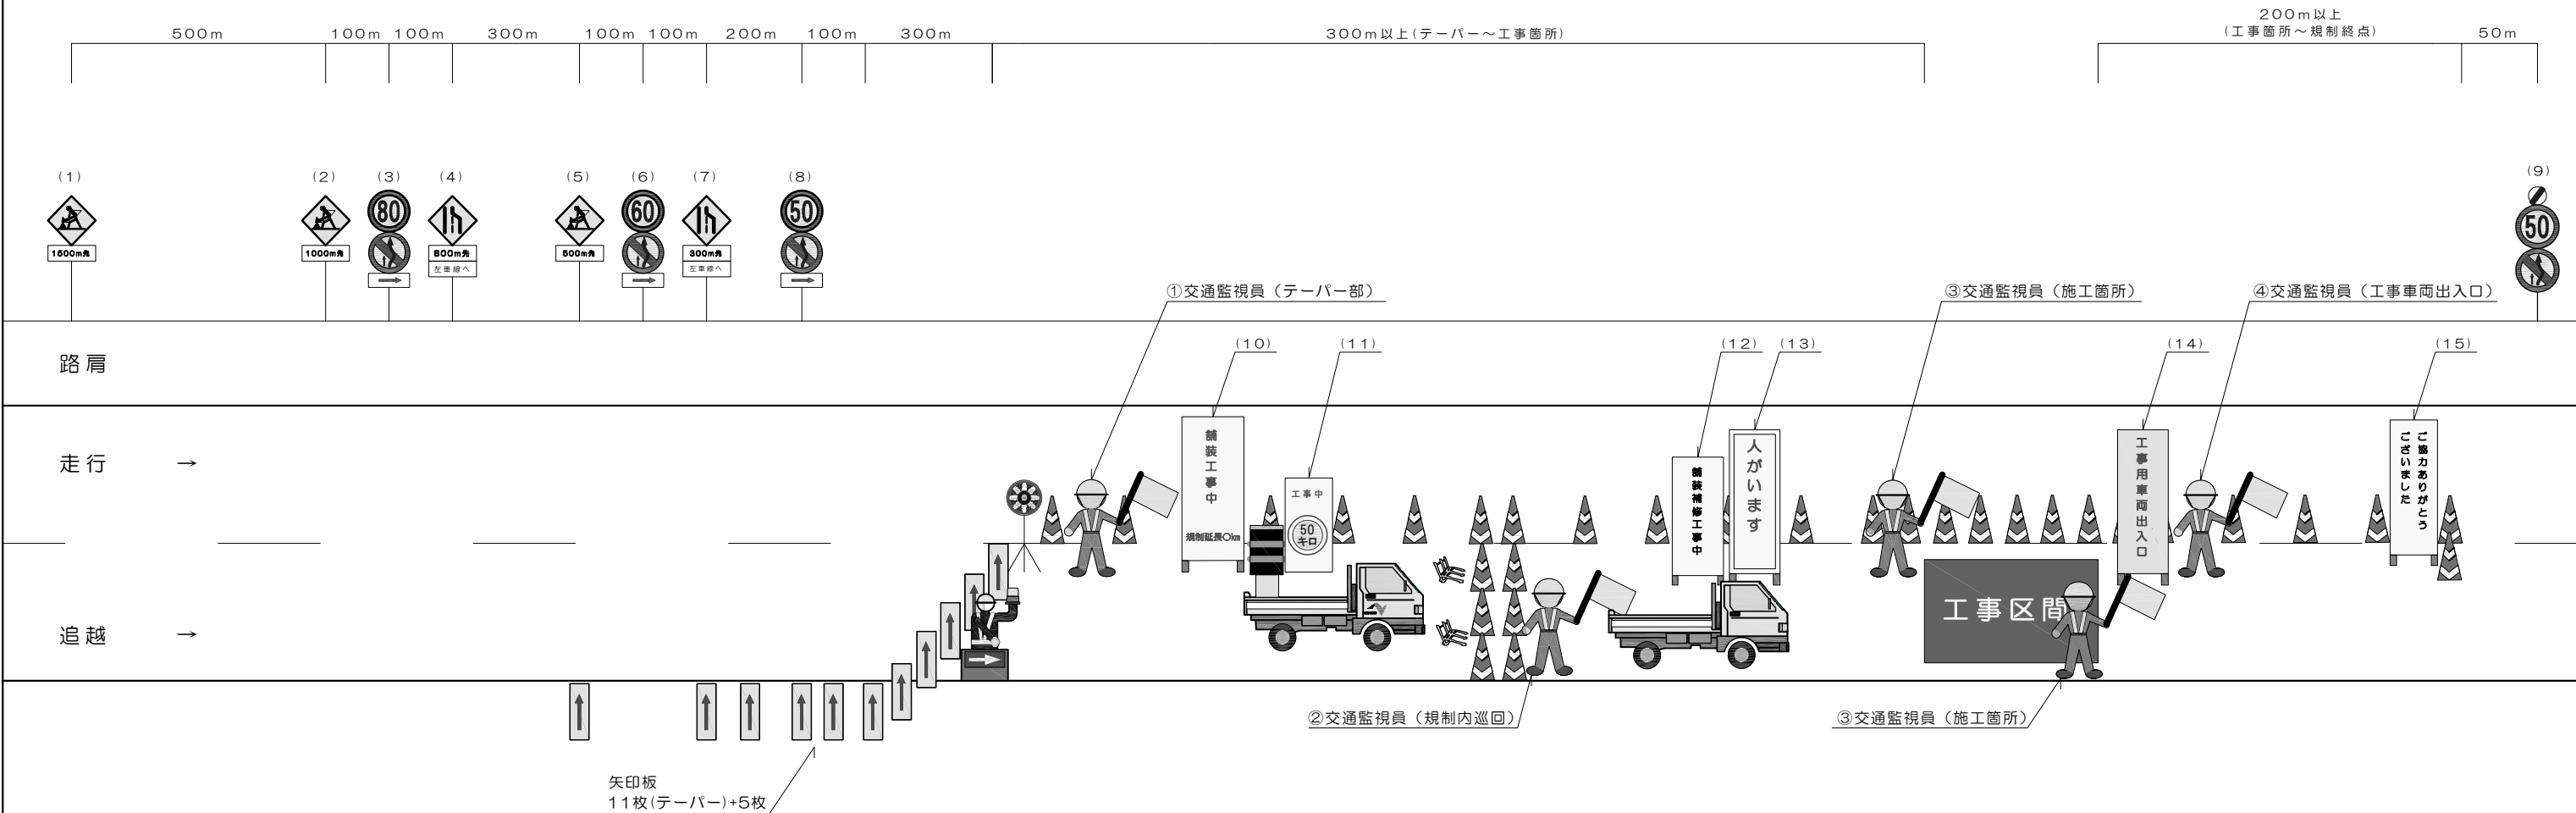 500m
100m
100m
300m
100m
100m
200m
100m
300m
300m以上(テーパー～工事箇所)
200m以上
(工事箇所～規制終点)
50m
(1)
(2)
(3)
(4)
(5)
(6)
(7)
(8)
(9)
80
60
50
50
1500m先
1000m先
800m先
左車線へ
500m先
300m先
左車線へ
①交通監視員（テーパー部）
③交通監視員（施工箇所）
④交通監視員（工事車両出入口）
路肩
(10)
(11)
(12)
(13)
(14)
(15)
走行 →
舗装工事中
規制延長○km
工事中
50
キロ
舗装補修工事中
人がいます
工事用車両出入口
ご協力ありがとう
ございました
追越 →
工事区間
②交通監視員（規制内巡回）
③交通監視員（施工箇所）
矢印板
11枚(テーパー)+5枚